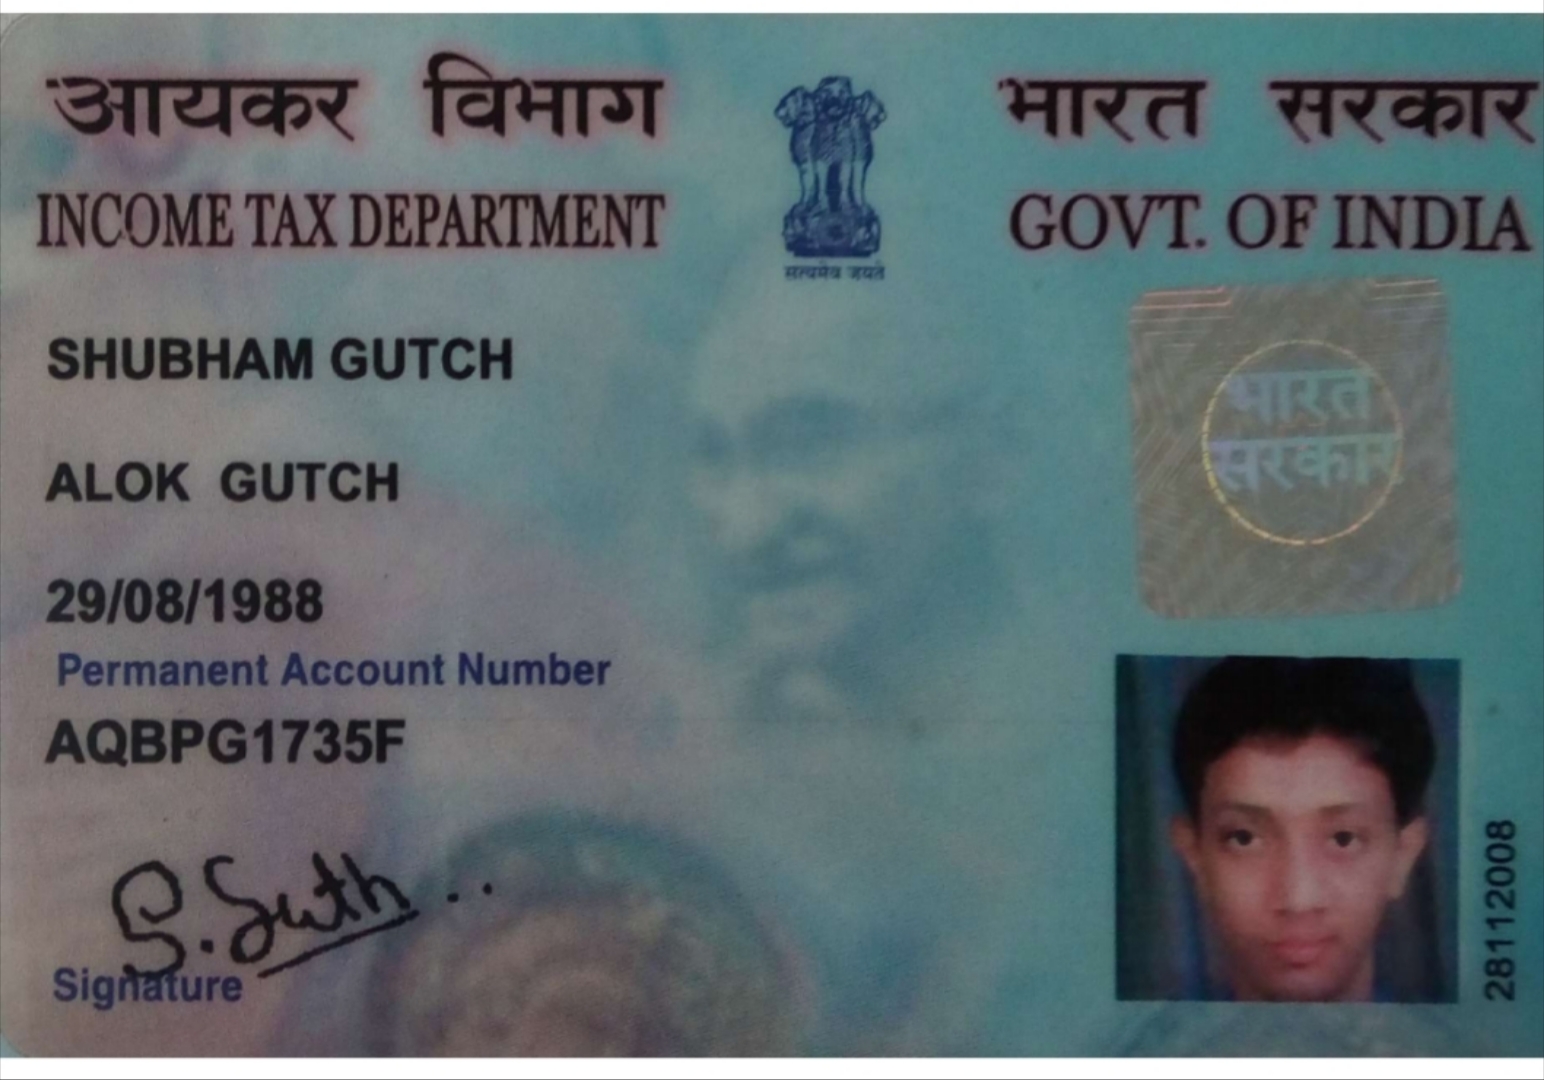 आयकर विभाग
INCOME TAX DEPARTMENT
सत्यमेव जयते
भारत सरकार
GOVT. OF INDIA
SHUBHAM GUTCH
ALOK GUTCH
29/08/1988
Permanent Account Number
AQBPG1735F
Signature
भारत
सरकार
28112008